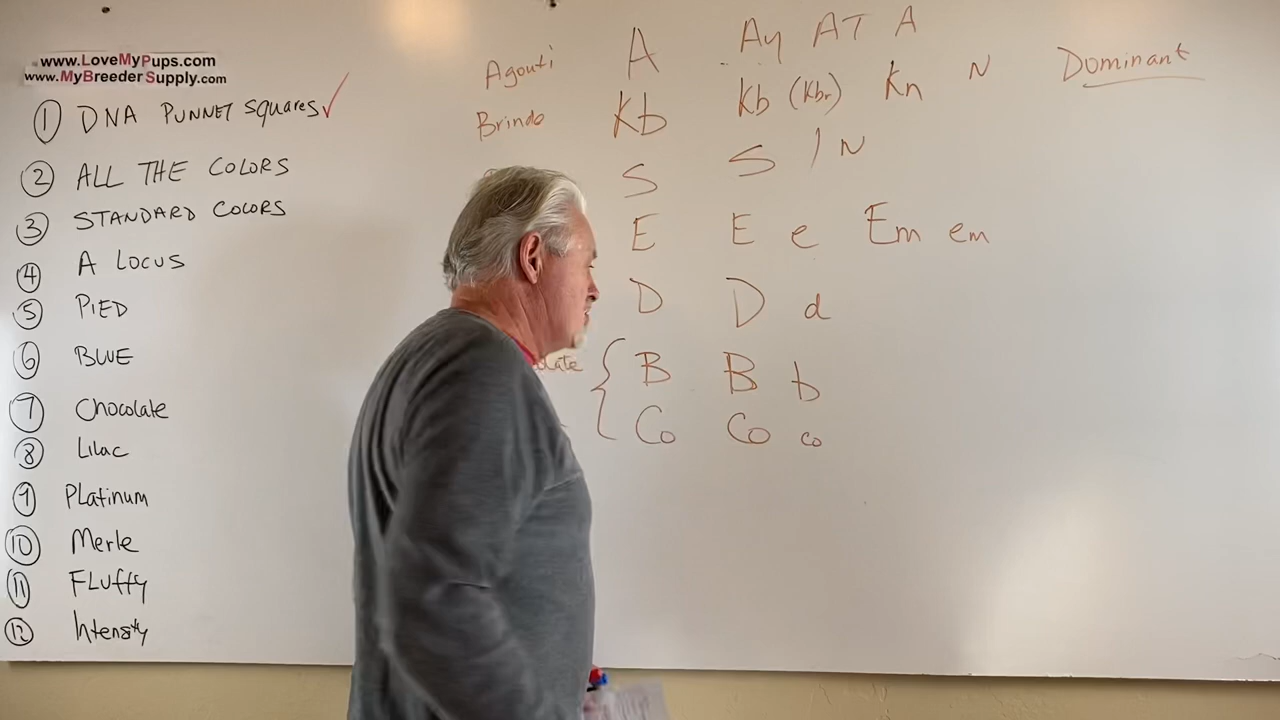 www.LoveMyPups.com
www.MyBreederSupply.com
① DNA PUNNET squares ✓
② ALL THE COLORS
③ STANDARD COLORS
④ A LOCUS
⑤ PIED
⑥ BLUE
⑦ Chocolate
⑧ Lilac
⑨ Platinum
⑩ Merle
⑪ FLuffy
⑫ Intensity
Agouti A Ay AT A
Brindo Kb Kb (Kbr) Kn N Dominant
S S / N
E E e Em em
D D d
late { B B b
Co Co co